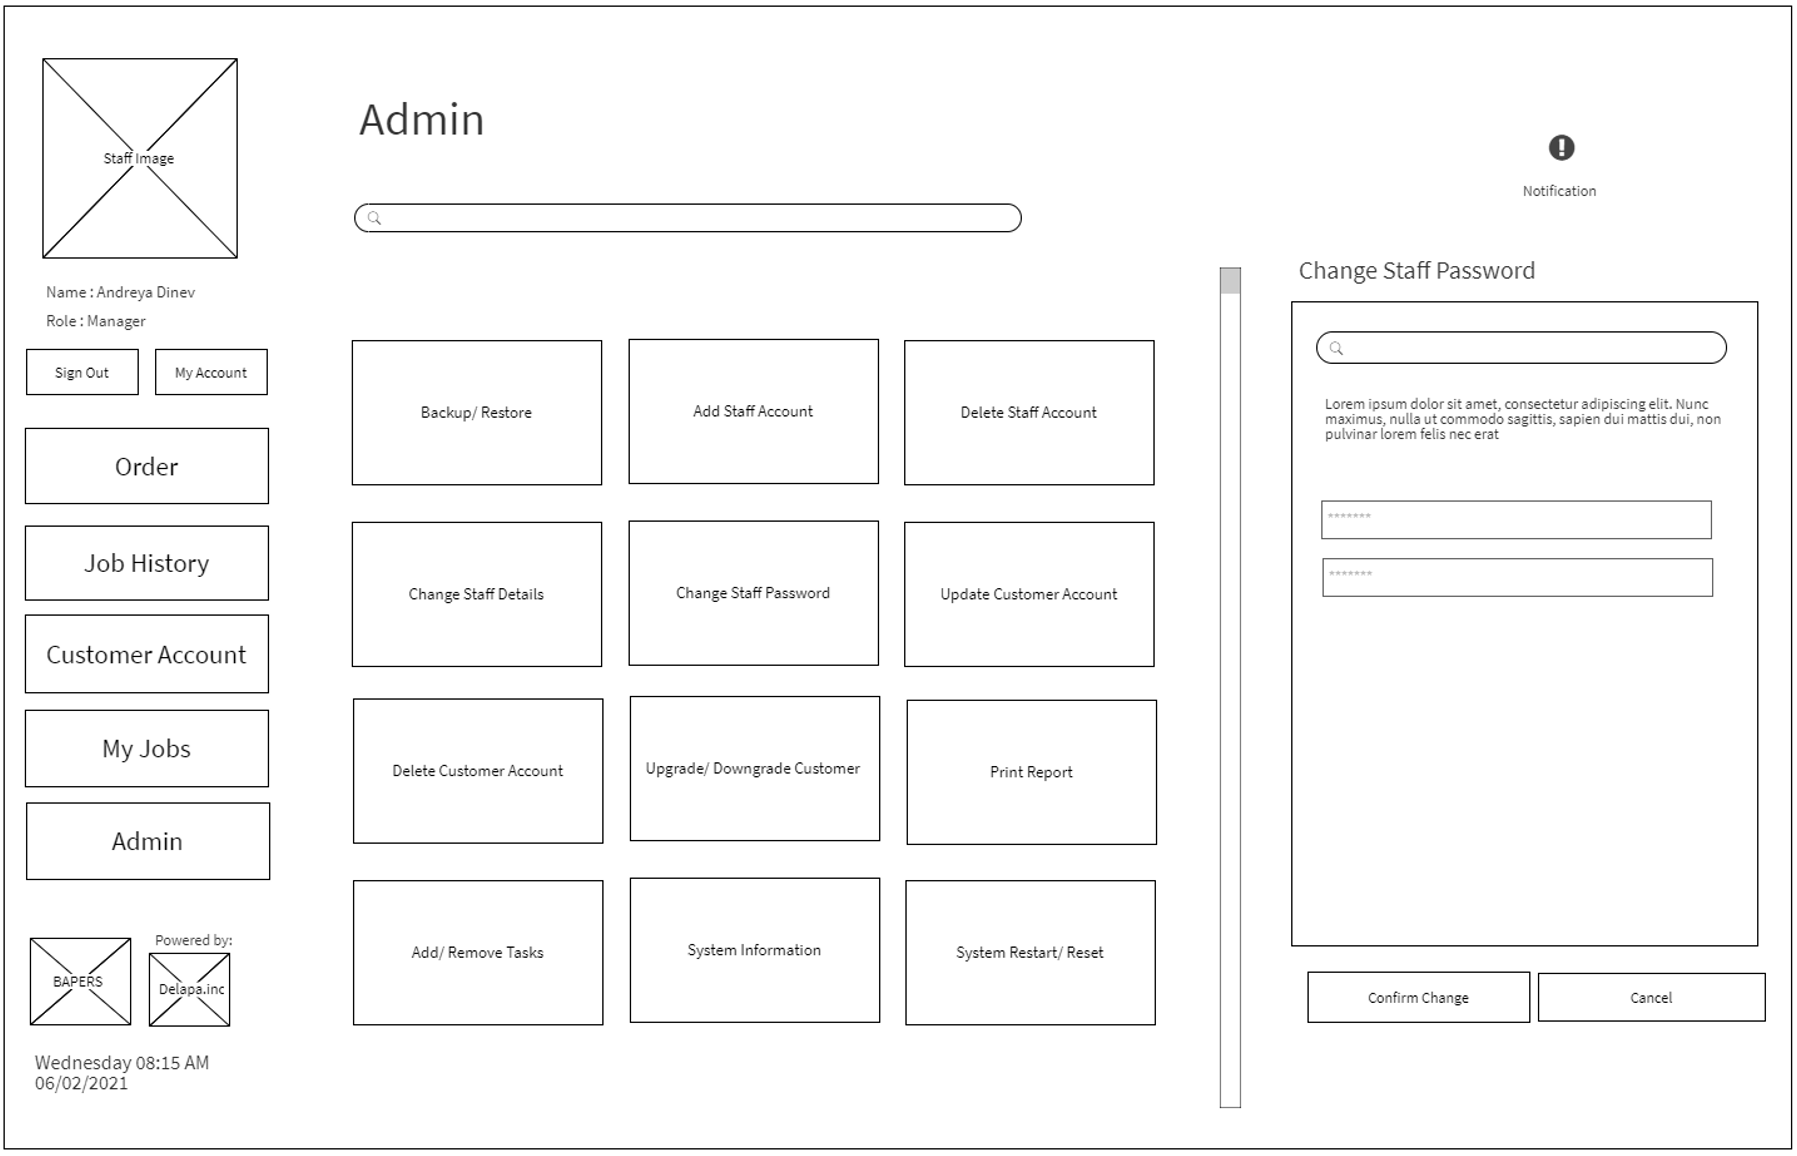 Staff Image
Name : Andreya Dinev
Role : Manager
Sign Out
My Account
Order
Job History
Customer Account
My Jobs
Admin
BAPERS
Powered by:
Delapa.inc
Wednesday 08:15 AM
06/02/2021
Admin
Backup/ Restore
Add Staff Account
Delete Staff Account
Change Staff Details
Change Staff Password
Update Customer Account
Delete Customer Account
Upgrade/ Downgrade Customer
Print Report
Add/ Remove Tasks
System Information
System Restart/ Reset
Notification
Change Staff Password
Lorem ipsum dolor sit amet, consectetur adipiscing elit. Nunc
maximus, nulla ut commodo sagittis, sapien dui mattis dui, non
pulvinar lorem felis nec erat
*******
*******
Confirm Change
Cancel